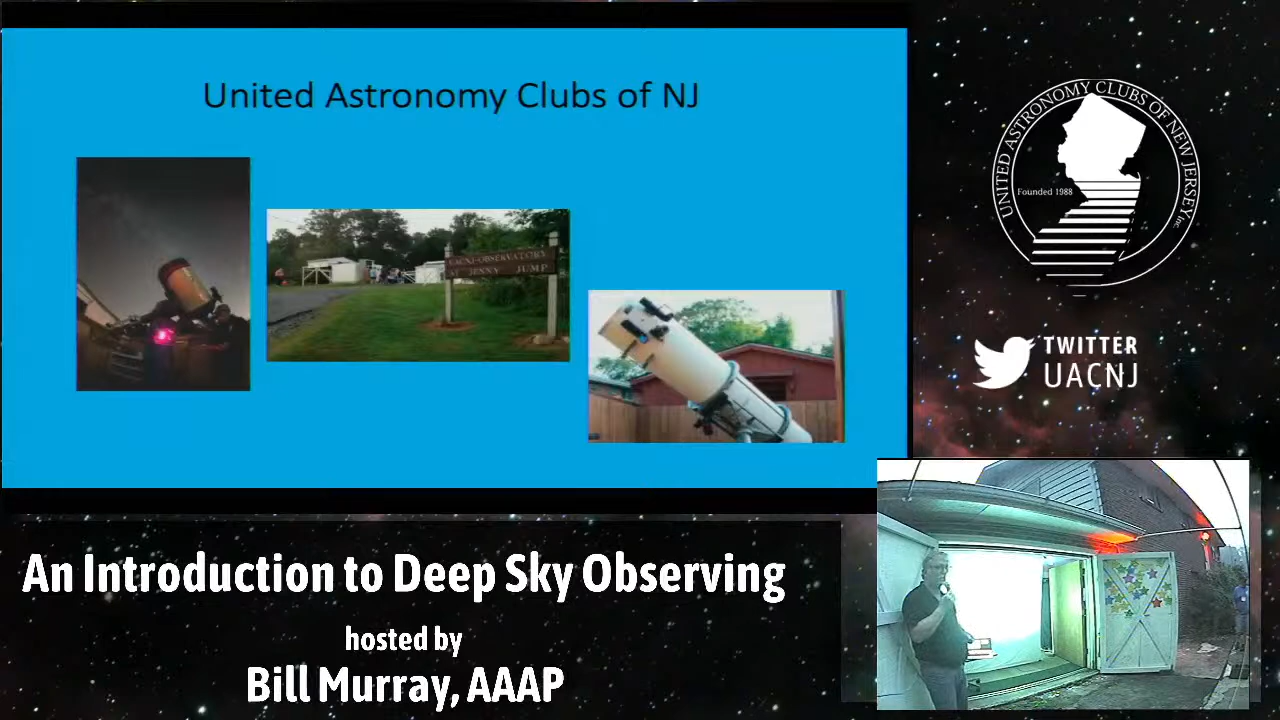 United Astronomy Clubs of NJ
UACNJ-OBSERVATORY
AT JENNY JUMP
UNITED ASTRONOMY CLUBS OF NEW JERSEY, Inc.
Founded 1988
TWITTER
UACNJ
An Introduction to Deep Sky Observing
hosted by
Bill Murray, AAAP